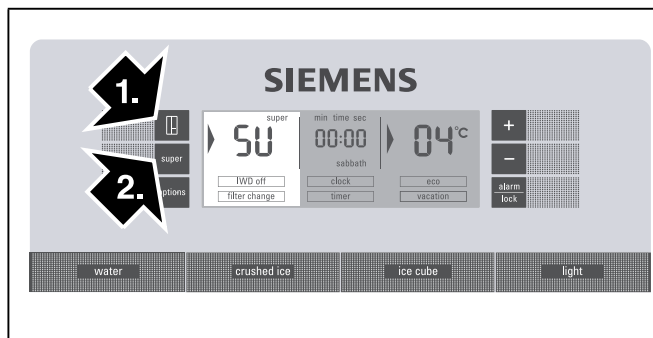 SIEMENS
1.
2.
super
options
super
SU
IWD off
filter change
min time sec
00:00
sabbath
clock
timer
04°C
eco
vacation
+
−
alarm
lock
water
crushed ice
ice cube
light